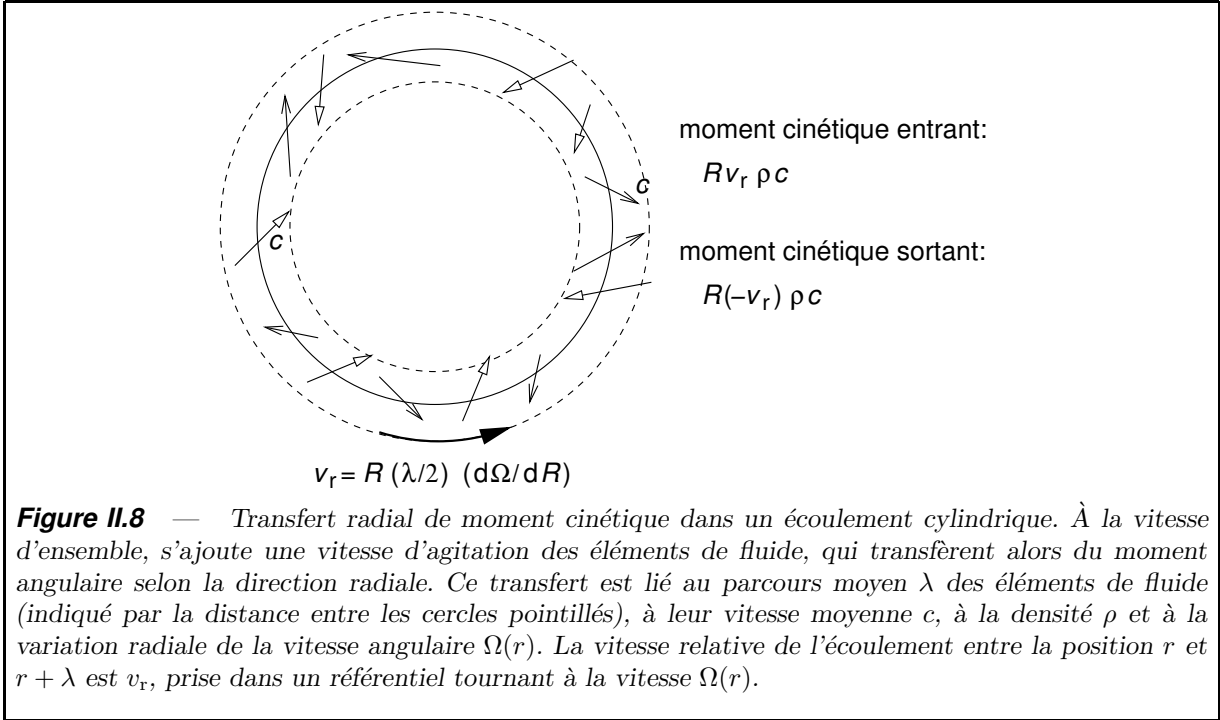 moment cinétique entrant:
R v_r ρ c
c
c
moment cinétique sortant:
R(–v_r) ρ c
v_r = R (λ/2) (dΩ/dR)
Figure II.8 — Transfert radial de moment cinétique dans un écoulement cylindrique. À la vitesse
d'ensemble, s'ajoute une vitesse d'agitation des éléments de fluide, qui transfèrent alors du moment
angulaire selon la direction radiale. Ce transfert est lié au parcours moyen λ des éléments de fluide
(indiqué par la distance entre les cercles pointillés), à leur vitesse moyenne c, à la densité ρ et à la
variation radiale de la vitesse angulaire Ω(r). La vitesse relative de l'écoulement entre la position r et
r + λ est v_r, prise dans un référentiel tournant à la vitesse Ω(r).